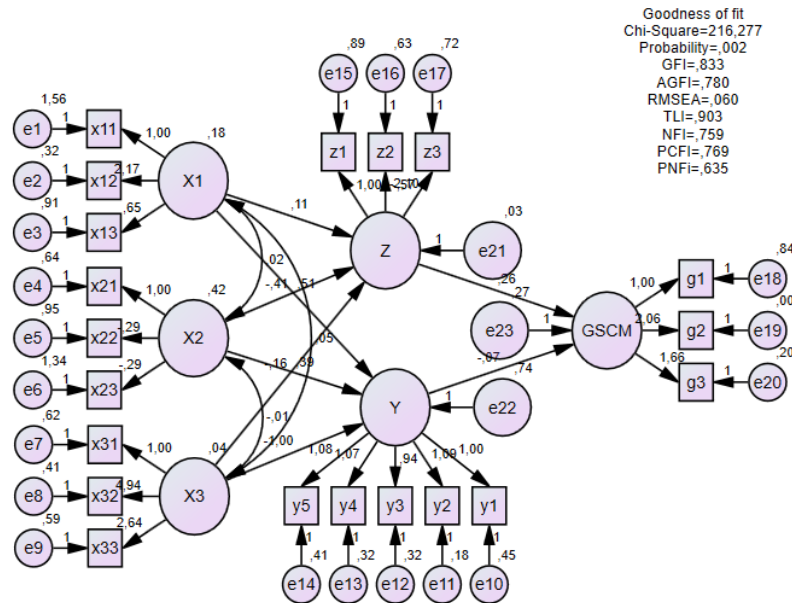 Goodness of fit
Chi-Square=216,277
Probability=,002
GFI=,833
AGFI=,780
RMSEA=,060
TLI=,903
NFI=,759
PCFI=,769
PNFi=,635
,89 ,63 ,72
e15 e16 e17
1 1 1
z1 z2 z3
1,00
1,56
e1 1 x11 1,00
,32
e2 1 x12 2,17
,91
e3 1 x13 ,65
,18
X1
,11
,02
-,41
,51
,64
e4 1 x21 1,00
,95
e5 1 x22 -,29
1,34
e6 1 x23 -,29
,42
X2
-,16
,05
,39
-,01
-1,00
,62
e7 1 x31 1,00
,41
e8 1 x32 4,94
,59
e9 1 x33 2,64
,04
X3
Z
1 e21 ,03
,26
,27
e23 1
-,07
,74
GSCM
1,00 g1 1 e18 ,84
2,06 g2 1 e19 ,00
1,66 g3 1 e20 ,20
Y
1 e22
1,08 1,07 ,94 1,09 1,00
y5 y4 y3 y2 y1
1 1 1 1 1
,41 ,32 ,32 ,18 ,45
e14 e13 e12 e11 e10